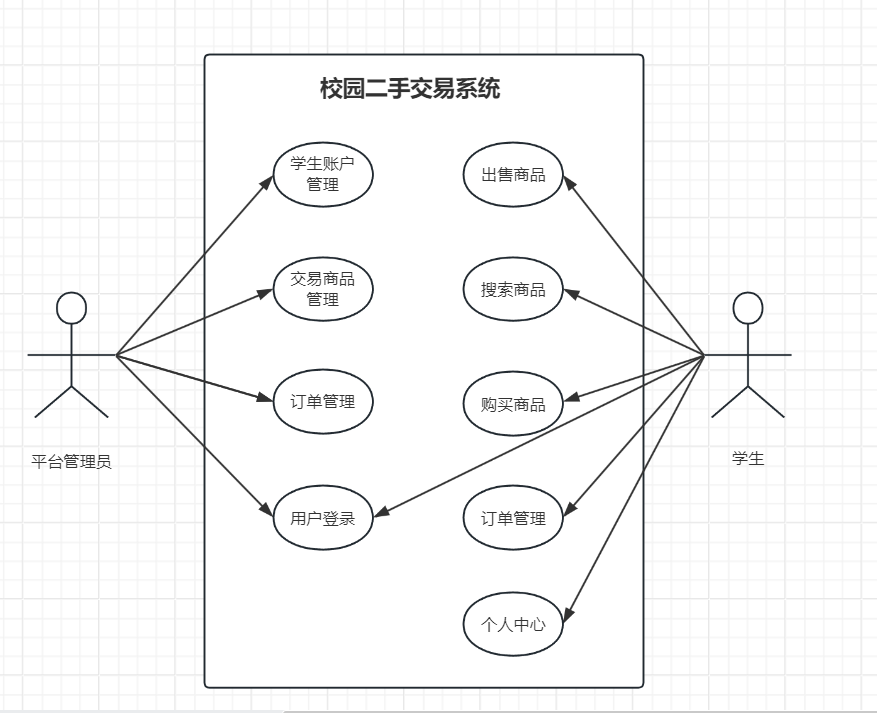 校园二手交易系统
学生账户
管理
出售商品
交易商品
管理
搜索商品
订单管理
购买商品
平台管理员
学生
用户登录
订单管理
个人中心